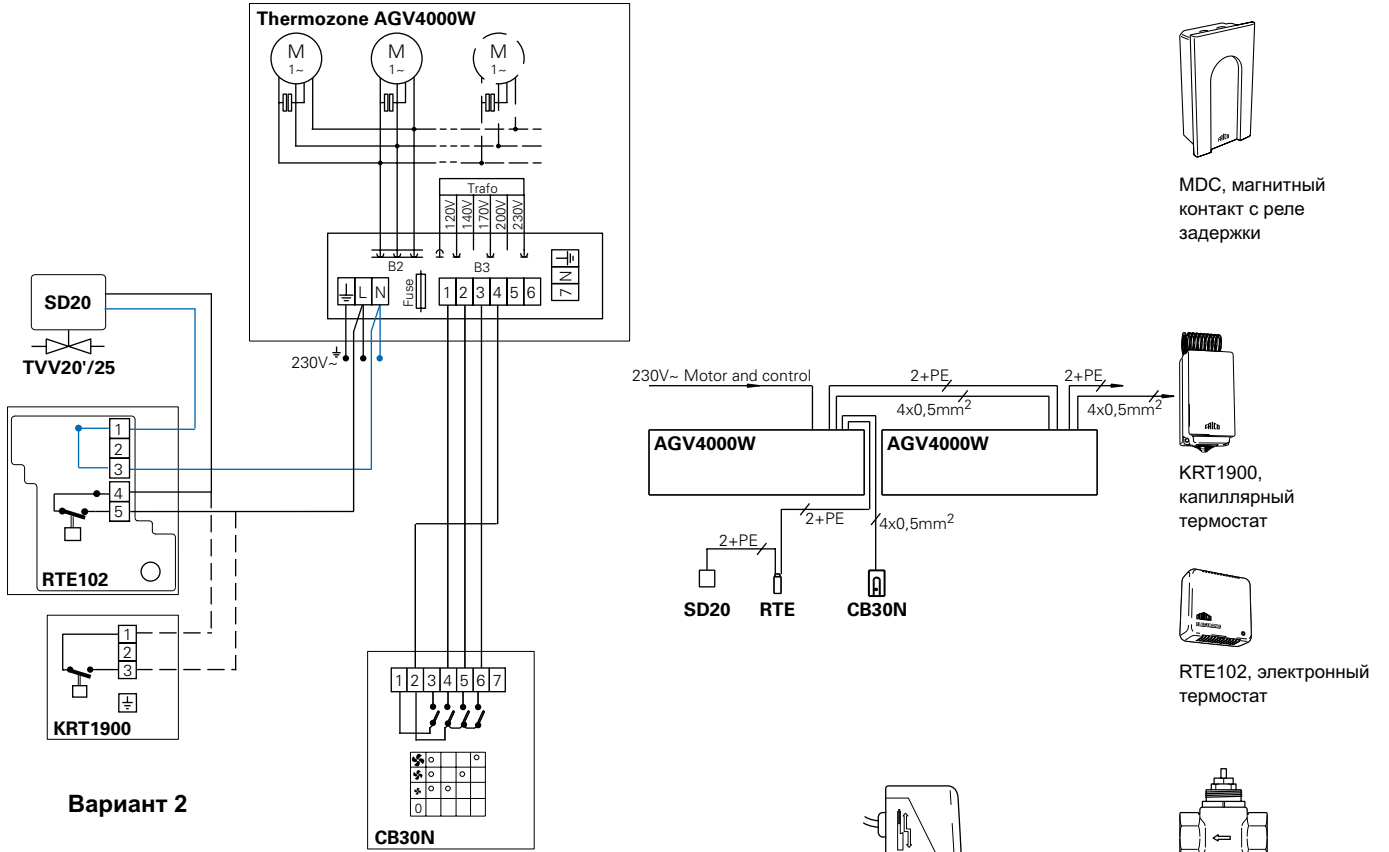 Thermozone AGV4000W
M
1~
M
1~
M
1~
Trafo
120V
140V
170V
200V
230V
B2
Fuse
B3
L N
1 2 3 4 5 6
7 N
230V~
SD20
TVV20'/25
1
2
3
4
5
RTE102
1
2
3
KRT1900
Вариант 2
1 2 3 4 5 6 7
0
CB30N
230V~ Motor and control
2+PE
4x0,5mm2
2+PE
4x0,5mm2
AGV4000W
AGV4000W
2+PE
4x0,5mm2
2+PE
SD20
RTE
CB30N
MDC, магнитный
контакт с реле
задержки
KRT1900,
капиллярный
термостат
RTE102, электронный
термостат